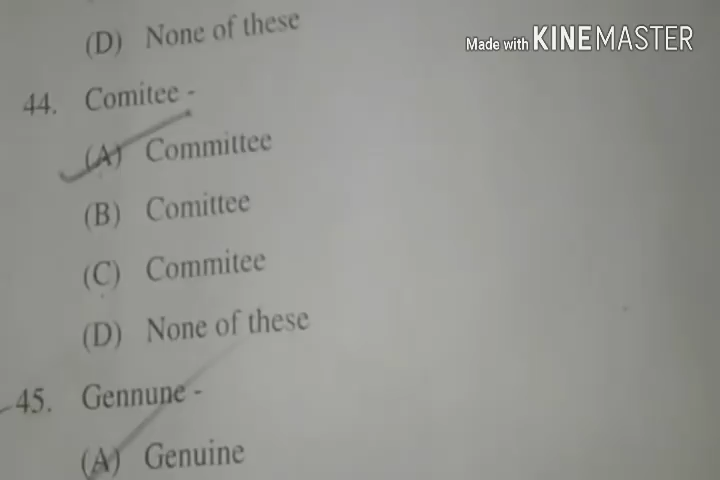 (D) None of these
Made with KINEMASTER
44. Comitee -
(A) Committee
(B) Comittee
(C) Commitee
(D) None of these
45. Gennune -
(A) Genuine